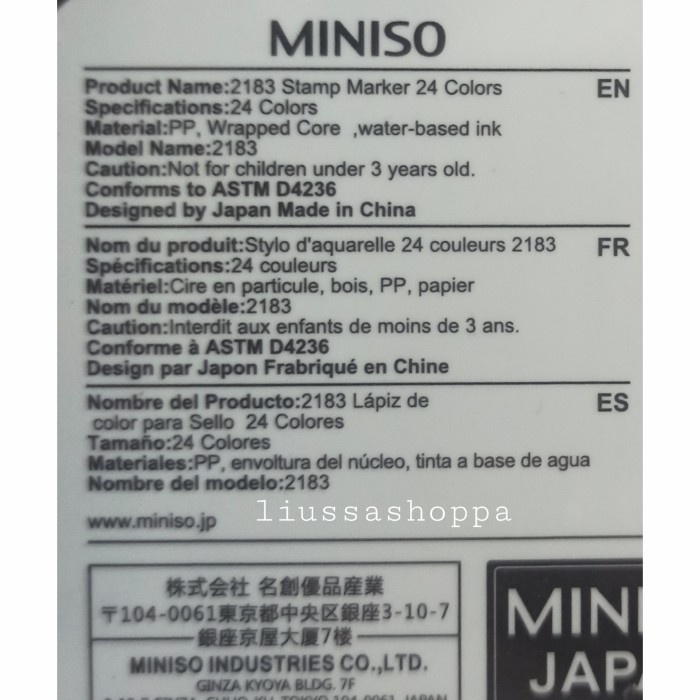 MINISO
Product Name:2183 Stamp Marker 24 Colors
EN
Specifications:24 Colors
Material:PP, Wrapped Core ,water-based ink
Model Name:2183
Caution:Not for children under 3 years old.
Conforms to ASTM D4236
Designed by Japan Made in China
Nom du produit:Stylo d'aquarelle 24 couleurs 2183
FR
Spécifications:24 couleurs
Matériel:Cire en particule, bois, PP, papier
Nom du modèle:2183
Caution:Interdit aux enfants de moins de 3 ans.
Conforme à ASTM D4236
Design par Japon Frabriqué en Chine
Nombre del Producto:2183 Lápiz de
ES
color para Sello 24 Colores
Tamaño:24 Colores
Materiales:PP, envoltura del núcleo, tinta a base de agua
Nombre del modelo:2183
www.miniso.jp
liussashoppa
株式会社 名創優品産業
〒104-0061東京都中央区銀座3-10-7
銀座京屋大厦7楼
MINISO INDUSTRIES CO.,LTD.
GINZA KYOYA BLDG. 7F
MINI
JAPA